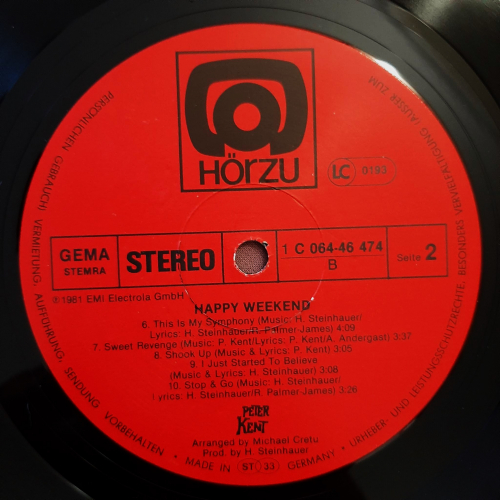 HÖRZU
LC 0193
GEMA
STEMRA
STEREO
1 C 064-46 474
B
Seite 2
℗1981 EMI Electrola GmbH
HAPPY WEEKEND
6. This Is My Symphony (Music: H. Steinhauer/
Lyrics: H. Steinhauer/R. Palmer-James) 4:09
7. Sweet Revenge (Music: P. Kent/Lyrics: P. Kent/A. Andergast) 3:37
8. Shook Up (Music & Lyrics: P. Kent) 3:05
9. I Just Started To Believe
(Music & Lyrics: H. Steinhauer) 3:08
10. Stop & Go (Music: H. Steinhauer/
Lyrics: H. Steinhauer/R. Palmer-James) 3:26
PETER
KENT
Arranged by Michael Cretu
Prod. by H. Steinhauer
URHEBER- UND LEISTUNGSSCHUTZRECHTE, BESONDERS VERVIELFÄLTIGUNG (AUSSER ZUM PERSÖNLICHEN GEBRAUCH) VERMIETUNG, AUFFÜHRUNG, SENDUNG VORBEHALTEN • MADE IN ST 33 GERMANY •